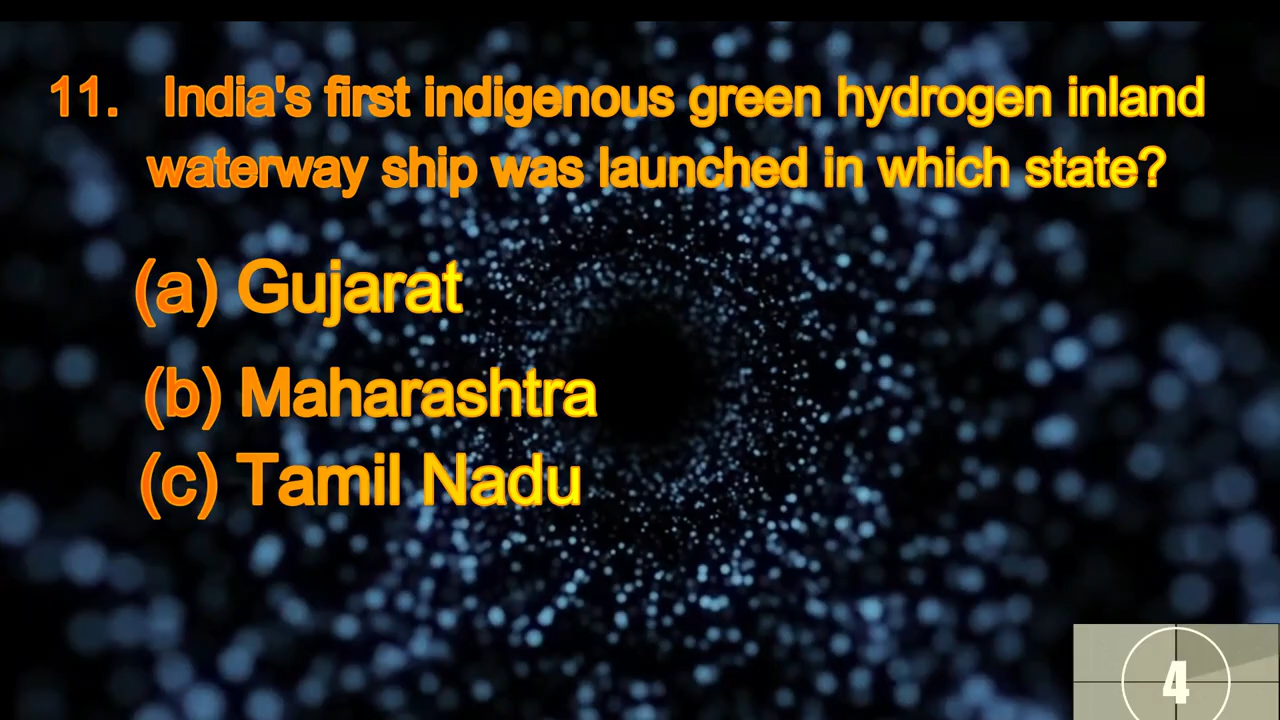 11. India's first indigenous green hydrogen inland
waterway ship was launched in which state?
(a) Gujarat
(b) Maharashtra
(c) Tamil Nadu
4